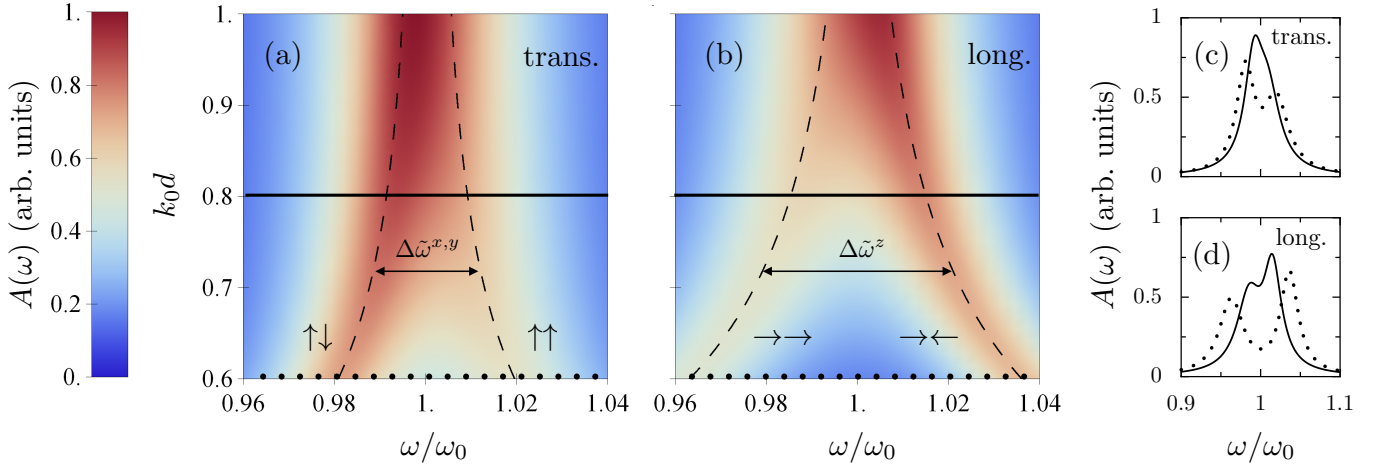 A(ω) (arb. units)
1.
0.8
0.6
0.4
0.2
0.
k₀d
1.
0.9
0.8
0.7
0.6
(a)
trans.
Δω̃ˣ,ʸ
↑↓
↑↑
0.96
0.98
1.
1.02
1.04
ω/ω₀
(b)
long.
Δω̃ᶻ
→→
→←
0.96
0.98
1.
1.02
1.04
ω/ω₀
A(ω) (arb. units)
1
0.5
0
(c)
trans.
1
0.5
0
(d)
long.
0.9
1
1.1
ω/ω₀